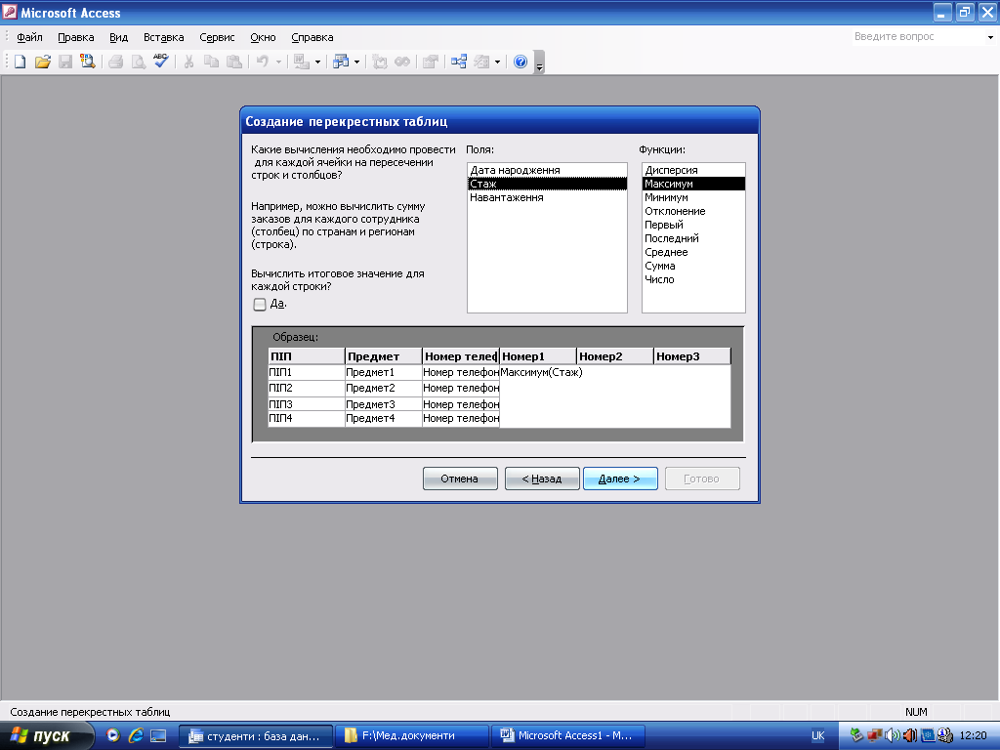 Microsoft Access
Файл Правка Вид Вставка Сервис Окно Справка Введите вопрос
Создание перекрестных таблиц
Какие вычисления необходимо провести
для каждой ячейки на пересечении
строк и столбцов?
Например, можно вычислить сумму
заказов для каждого сотрудника
(столбец) по странам и регионам
(строка).
Вычислить итоговое значение для
каждой строки?
Да.
Поля:
Дата народження
Стаж
Навантаження
Функции:
Дисперсия
Максимум
Минимум
Отклонение
Первый
Последний
Среднее
Сумма
Число
Образец:
ПІП Предмет Номер телеф Номер1 Номер2 Номер3
ПІП1 Предмет1 Номер телефон Максимум(Стаж)
ПІП2 Предмет2 Номер телефон
ПІП3 Предмет3 Номер телефон
ПІП4 Предмет4 Номер телефон
Отмена < Назад Далее > Готово
Создание перекрестных таблиц NUM
пуск студенти : база дан... F:\Мед.документи Microsoft Access1 - M... UK 12:20